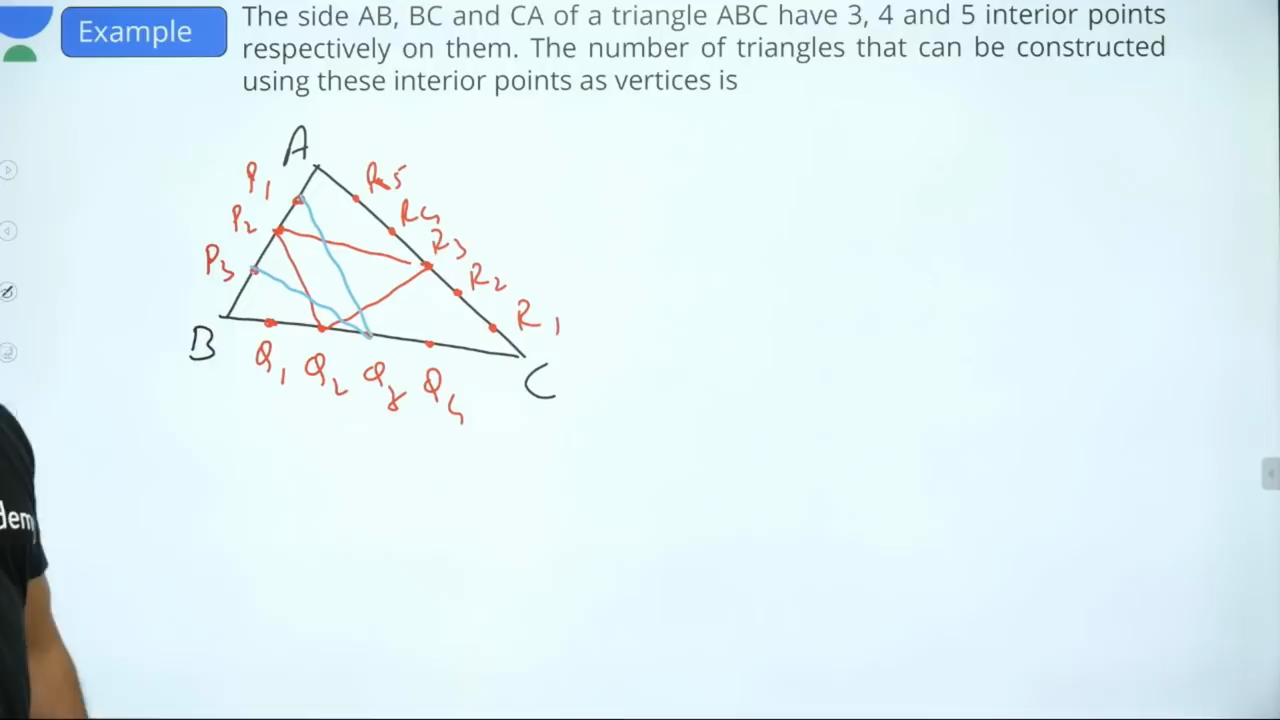 Example
The side AB, BC and CA of a triangle ABC have 3, 4 and 5 interior points
respectively on them. The number of triangles that can be constructed
using these interior points as vertices is
A
P1
R5
P2
R4
R3
P3
R2
R1
B
Q1 Q2 Q3 Q4
C
dem